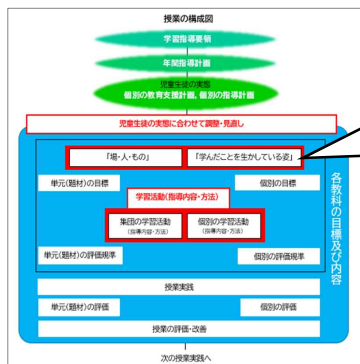 授業の構成図
学習指導要領
年間指導計画
児童生徒の実態
個別の教育支援計画、個別の指導計画
児童生徒の実態に合わせて調整・見直し
「場・人・もの」
「学んだことを生かしている姿」
単元(題材)の目標
個別の目標
学習活動(指導内容・方法)
集団の学習活動
(指導内容・方法)
個別の学習活動
(指導内容・方法)
単元(題材)の評価規準
個別の評価規準
各教科の目標及び内容
授業実践
単元(題材)の評価
個別の評価
授業の評価・改善
次の授業実践へ